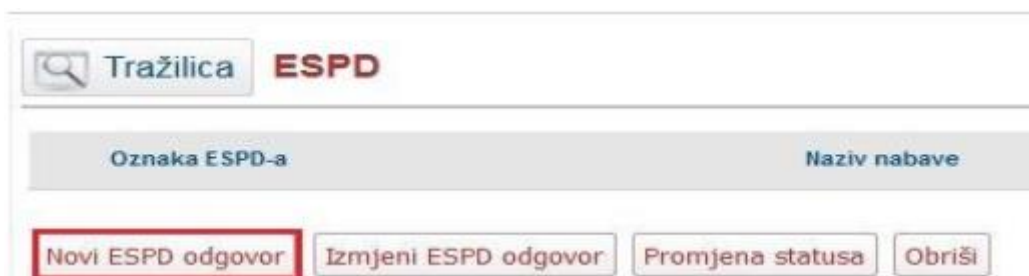 Tražilica ESPD
Oznaka ESPD-a Naziv nabave
Novi ESPD odgovor Izmjeni ESPD odgovor Promjena statusa Obriši